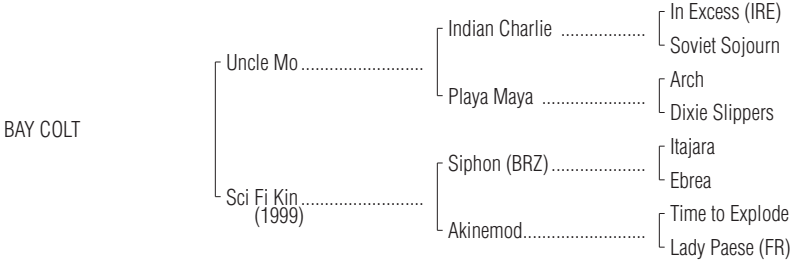 In Excess (IRE)
Indian Charlie ...................
Soviet Sojourn
Uncle Mo ..........................
Arch
Playa Maya ......................
Dixie Slippers
BAY COLT
Itajara
Siphon (BRZ)....................
Ebrea
Sci Fi Kin..........................
(1999)
Time to Explode
Akinemod..........................
Lady Paese (FR)